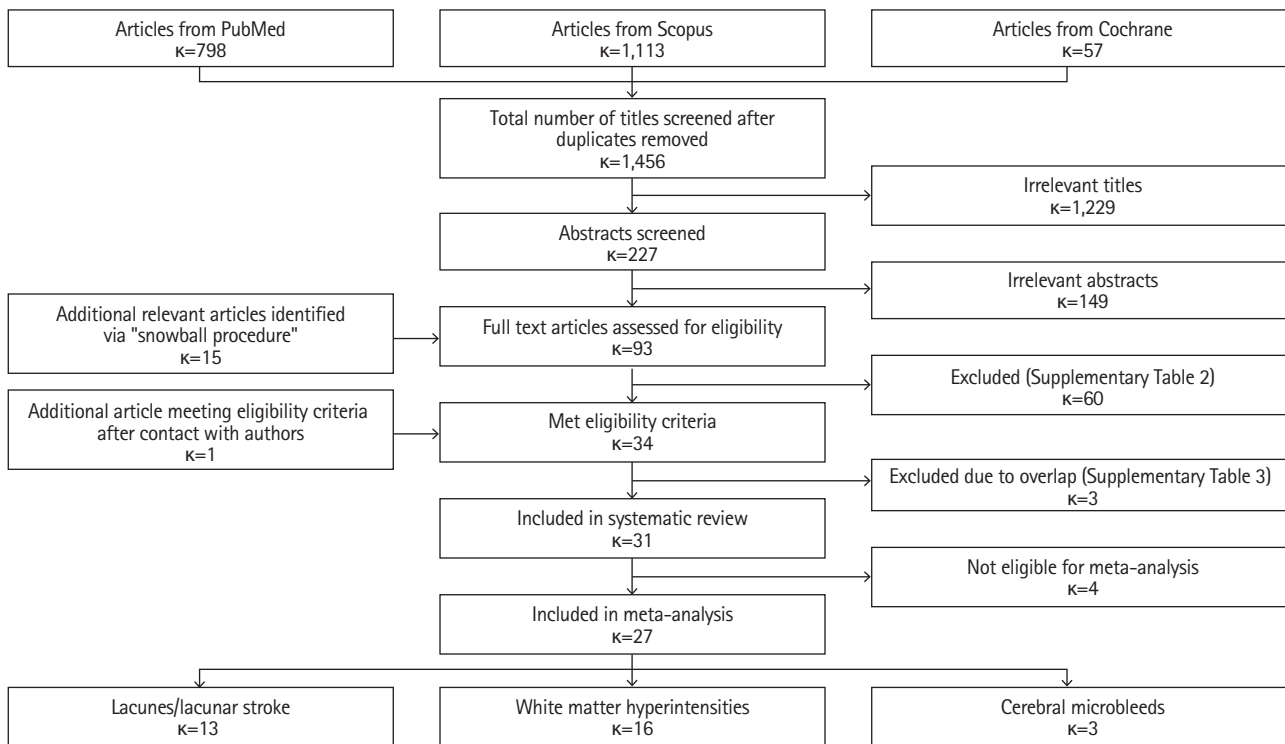 Articles from PubMed
κ=798
Articles from Scopus
κ=1,113
Articles from Cochrane
κ=57
Total number of titles screened after
duplicates removed
κ=1,456
Irrelevant titles
κ=1,229
Abstracts screened
κ=227
Irrelevant abstracts
κ=149
Additional relevant articles identified
via "snowball procedure"
κ=15
Full text articles assessed for eligibility
κ=93
Excluded (Supplementary Table 2)
κ=60
Additional article meeting eligibility criteria
after contact with authors
κ=1
Met eligibility criteria
κ=34
Excluded due to overlap (Supplementary Table 3)
κ=3
Included in systematic review
κ=31
Not eligible for meta-analysis
κ=4
Included in meta-analysis
κ=27
Lacunes/lacunar stroke
κ=13
White matter hyperintensities
κ=16
Cerebral microbleeds
κ=3